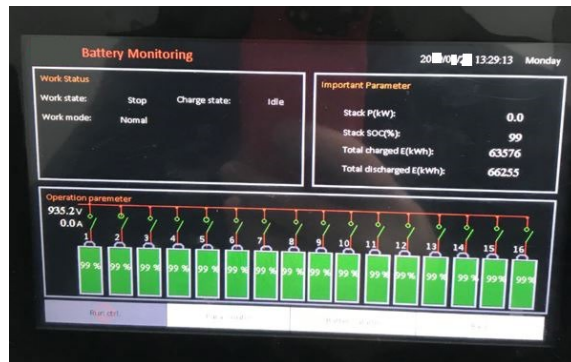 Battery Monitoring
13:29:13 Monday
Work Status
Work state: Stop Charge state: Idle
Work mode: Nomal
Important Parameter
Stack P(kW): 0.0
Stack SOC(%): 99
Total charged E(kWh): 63576
Total discharged E(kWh): 66255
Operation paremeter
935.2V
0.0A
1 2 3 4 5 6 7 8 9 10 11 12 13 14 15 16
99 % 99 % 99 % 99 % 99 % 99 % 99 % 99 % 99 % 99 % 99 % 99 % 99 % 99 % 99% 99%
Run ctrl